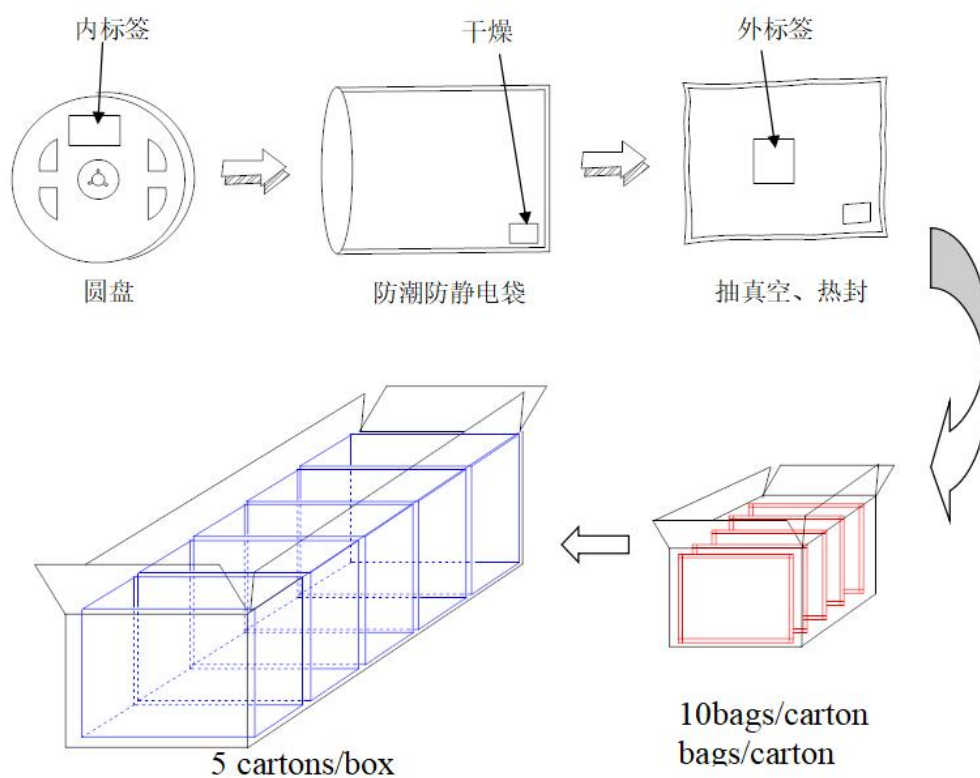 内标签
干燥
外标签
圆盘
防潮防静电袋
抽真空、热封
10bags/carton
bags/carton
5 cartons/box